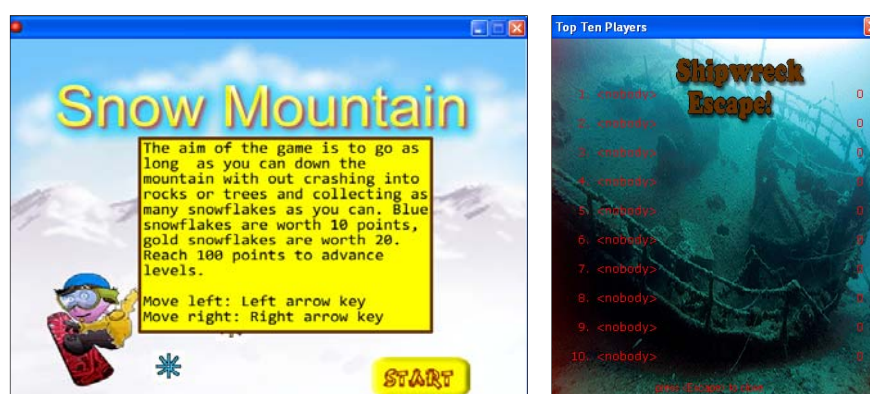 Snow Mountain
The aim of the game is to go as
long as you can down the
mountain with out crashing into
rocks or trees and collecting as
many snowflakes as you can. Blue
snowflakes are worth 10 points,
gold snowflakes are worth 20.
Reach 100 points to advance
levels.
Move left: Left arrow key
Move right: Right arrow key
START
Top Ten Players
Shipwreck
Escape!
1. <nobody> 0
2. <nobody> 0
3. <nobody> 0
4. <nobody> 0
5. <nobody> 0
6. <nobody> 0
7. <nobody> 0
8. <nobody> 0
9. <nobody> 0
10. <nobody> 0